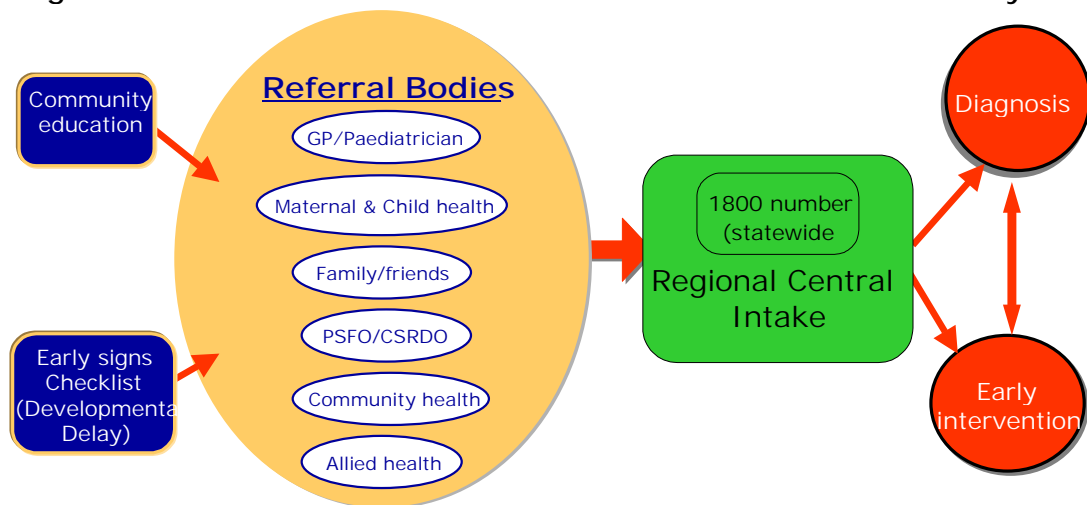 Community
education
Early signs
Checklist
(Developmenta
Delay)
Referral Bodies
GP/Paediatrician
Maternal & Child health
Family/friends
PSFO/CSRDO
Community health
Allied health
1800 number
(statewide
Regional Central
Intake
Diagnosis
Early
intervention